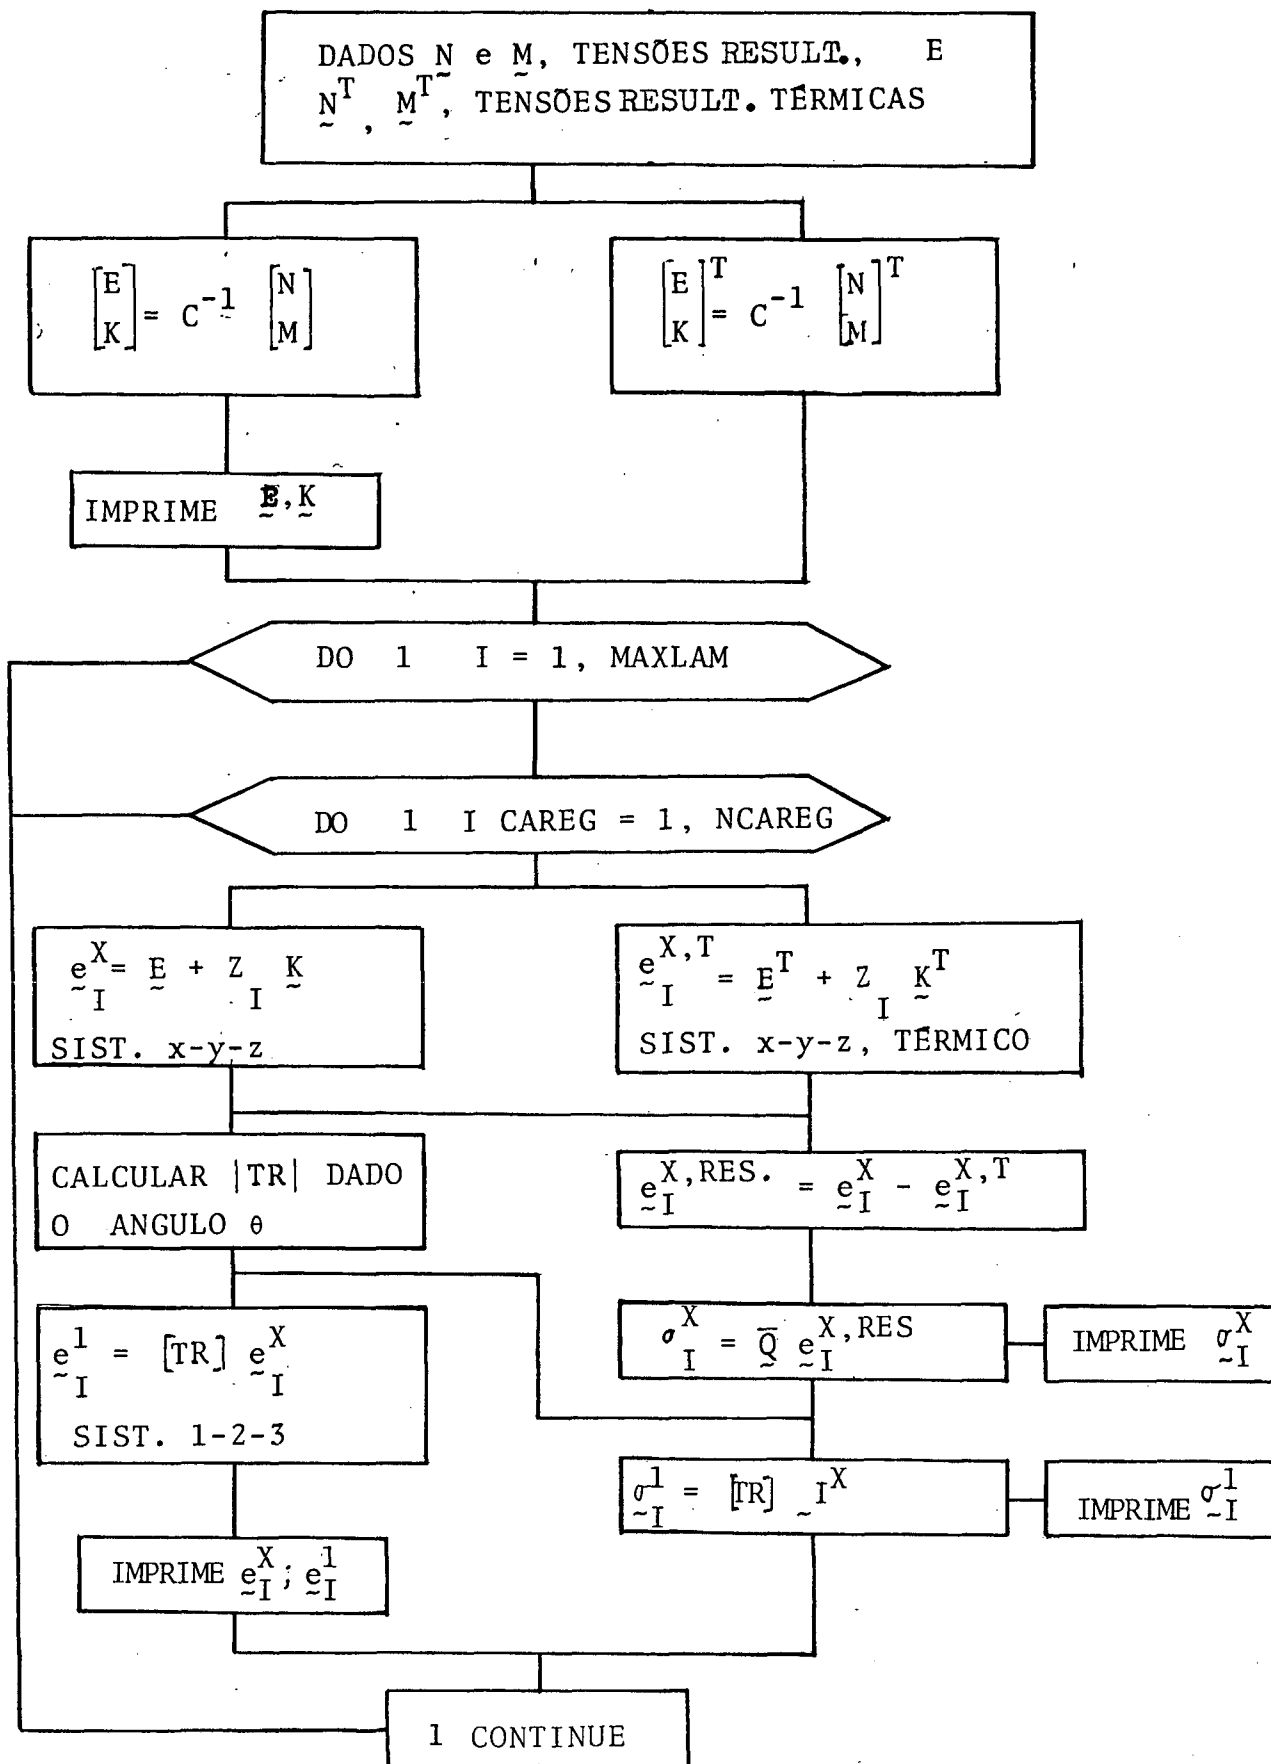 DADOS N e M, TENSÕES RESULT., E
N^T, M^T, TENSÕES RESULT. TÉRMICAS
[E K] = C^-1 [N M]
[E K]^T = C^-1 [N M]^T
IMPRIME E, K
DO 1 I = 1, MAXLAM
DO 1 I CAREG = 1, NCAREG
e_I^X = E + Z_I K
SIST. x-y-z
e_I^X,T = E^T + Z_I K^T
SIST. x-y-z, TÉRMICO
CALCULAR |TR| DADO
O ANGULO θ
e_I^X,RES. = e_I^X - e_I^X,T
e_I^1 = [TR] e_I^X
SIST. 1-2-3
σ_I^X = Q̅ e_I^X,RES
IMPRIME σ_I^X
σ_I^1 = [TR] I^X
IMPRIME σ_I^1
IMPRIME e_I^X; e_I^1
1 CONTINUE